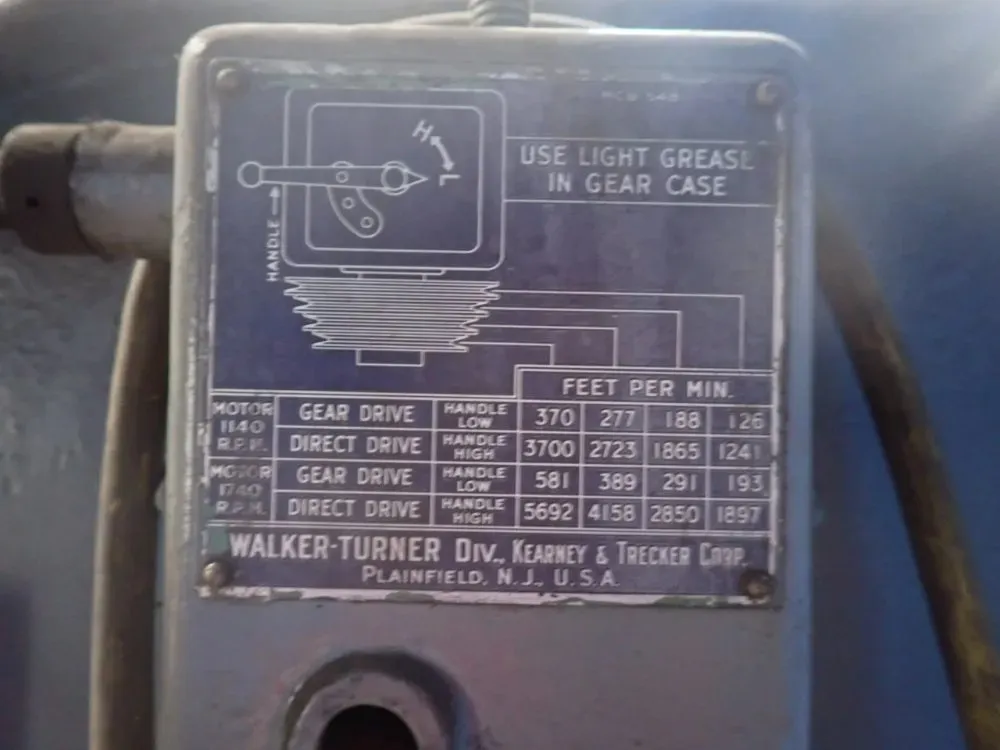 H
L
HANDLE
USE LIGHT GREASE
IN GEAR CASE
FEET PER MIN.
MOTOR 1140 R.P.M. GEAR DRIVE HANDLE LOW 370 277 188 126
DIRECT DRIVE HANDLE HIGH 3700 2723 1865 1241
MOTOR 1740 R.P.M. GEAR DRIVE HANDLE LOW 581 389 291 193
DIRECT DRIVE HANDLE HIGH 5692 4158 2850 1897
WALKER-TURNER DIV., KEARNEY & TRECKER CORP.
PLAINFIELD, N.J., U.S.A.